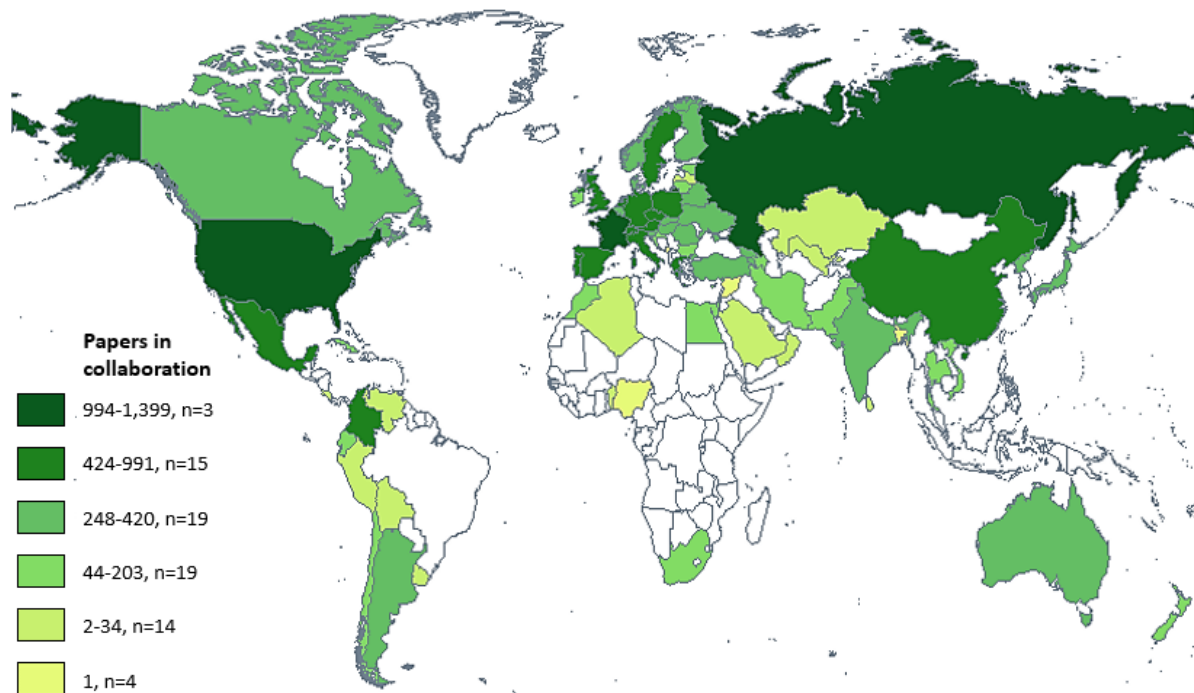 Papers in
collaboration
994-1,399, n=3
424-991, n=15
248-420, n=19
44-203, n=19
2-34, n=14
1, n=4